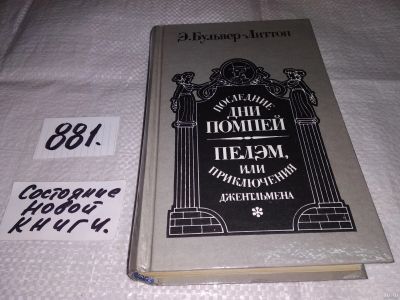 Э. Бульвер-Литтон
ПОСЛЕДНИЕ
ДНИ
ПОМПЕЙ
ПЕЛЭМ,
ИЛИ
ПРИКЛЮЧЕНИЯ
ДЖЕНТЛЬМЕНА
881.
Состояние
новой
книги.